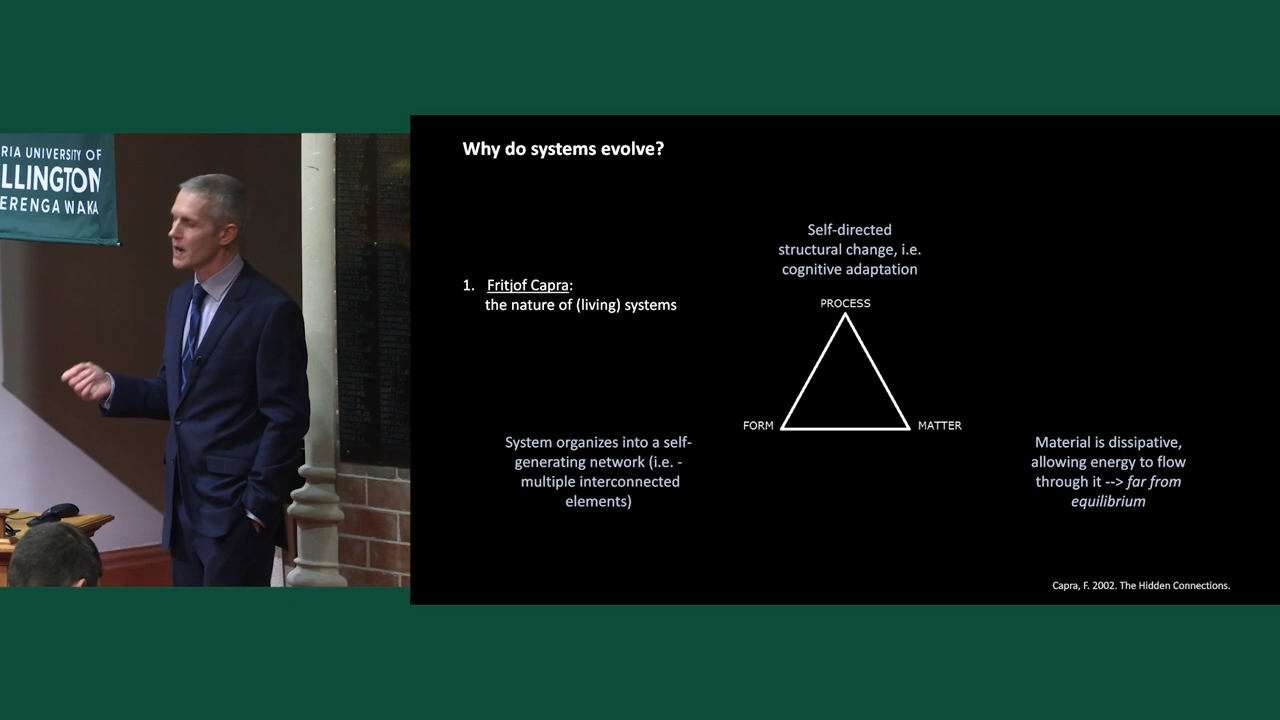 RIA UNIVERSITY OF
LLINGTON
ERENGA WAKA
Why do systems evolve?
Self-directed
structural change, i.e.
cognitive adaptation
1. Fritjof Capra:
the nature of (living) systems
PROCESS
FORM
MATTER
System organizes into a self-
generating network (i.e. -
multiple interconnected
elements)
Material is dissipative,
allowing energy to flow
through it --> far from
equilibrium
Capra, F. 2002. The Hidden Connections.